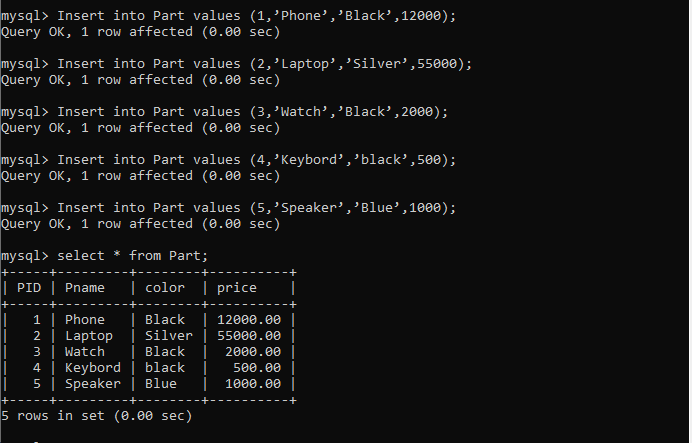 mysql> Insert into Part values (1,’Phone’,’Black’,12000);
Query OK, 1 row affected (0.00 sec)
mysql> Insert into Part values (2,’Laptop’,’Silver’,55000);
Query OK, 1 row affected (0.00 sec)
mysql> Insert into Part values (3,’Watch’,’Black’,2000);
Query OK, 1 row affected (0.00 sec)
mysql> Insert into Part values (4,’Keybord’,’black’,500);
Query OK, 1 row affected (0.00 sec)
mysql> Insert into Part values (5,’Speaker’,’Blue’,1000);
Query OK, 1 row affected (0.00 sec)
mysql> select * from Part;
+-----+---------+--------+----------+
| PID | Pname   | color  | price    |
+-----+---------+--------+----------+
|   1 | Phone   | Black  | 12000.00 |
|   2 | Laptop  | Silver | 55000.00 |
|   3 | Watch   | Black  |  2000.00 |
|   4 | Keybord | black  |   500.00 |
|   5 | Speaker | Blue   |  1000.00 |
+-----+---------+--------+----------+
5 rows in set (0.00 sec)